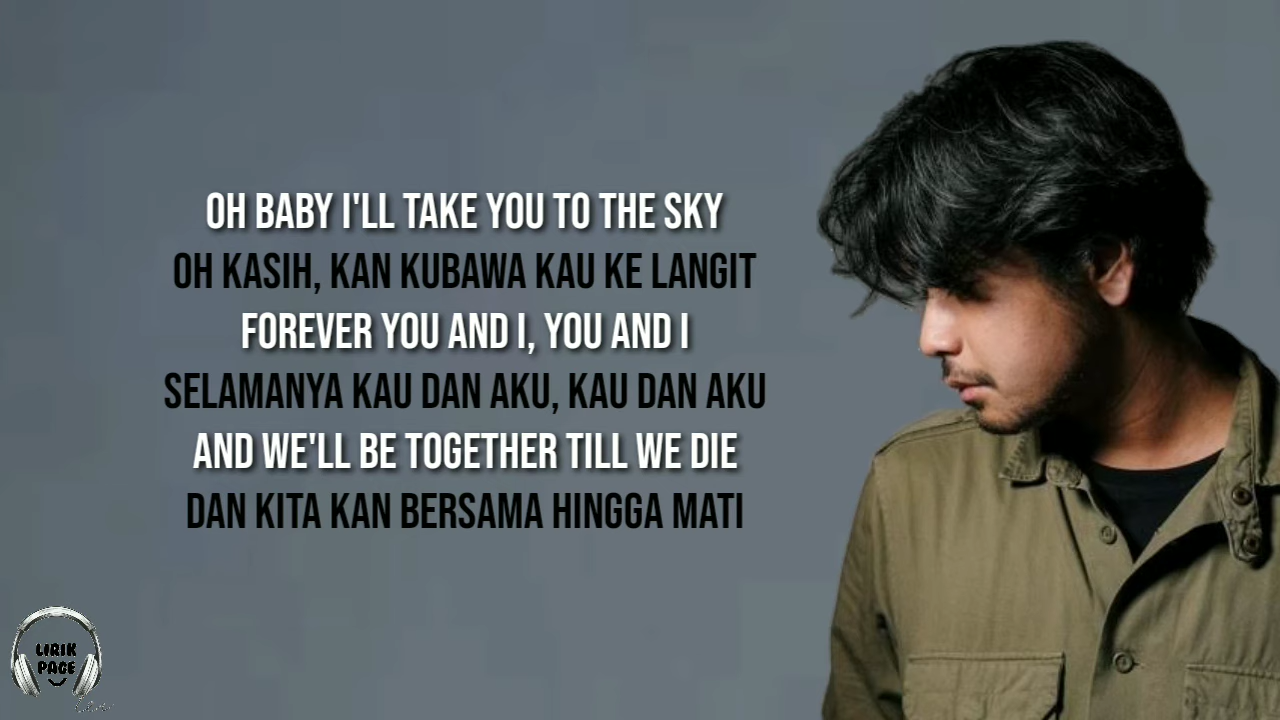 OH BABY I'LL TAKE YOU TO THE SKY
OH KASIH, KAN KUBAWA KAU KE LANGIT
FOREVER YOU AND I, YOU AND I
SELAMANYA KAU DAN AKU, KAU DAN AKU
AND WE'LL BE TOGETHER TILL WE DIE
DAN KITA KAN BERSAMA HINGGA MATI
LIRIK
PAGE